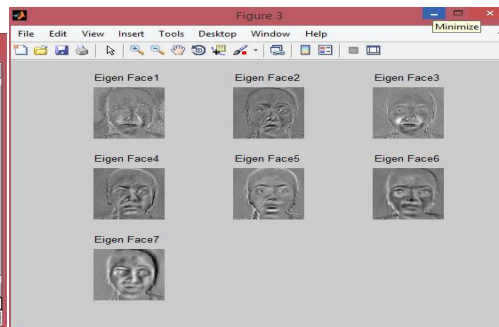 Figure 3
Minimize
File Edit View Insert Tools Desktop Window Help
Eigen Face1 Eigen Face2 Eigen Face3
Eigen Face4 Eigen Face5 Eigen Face6
Eigen Face7